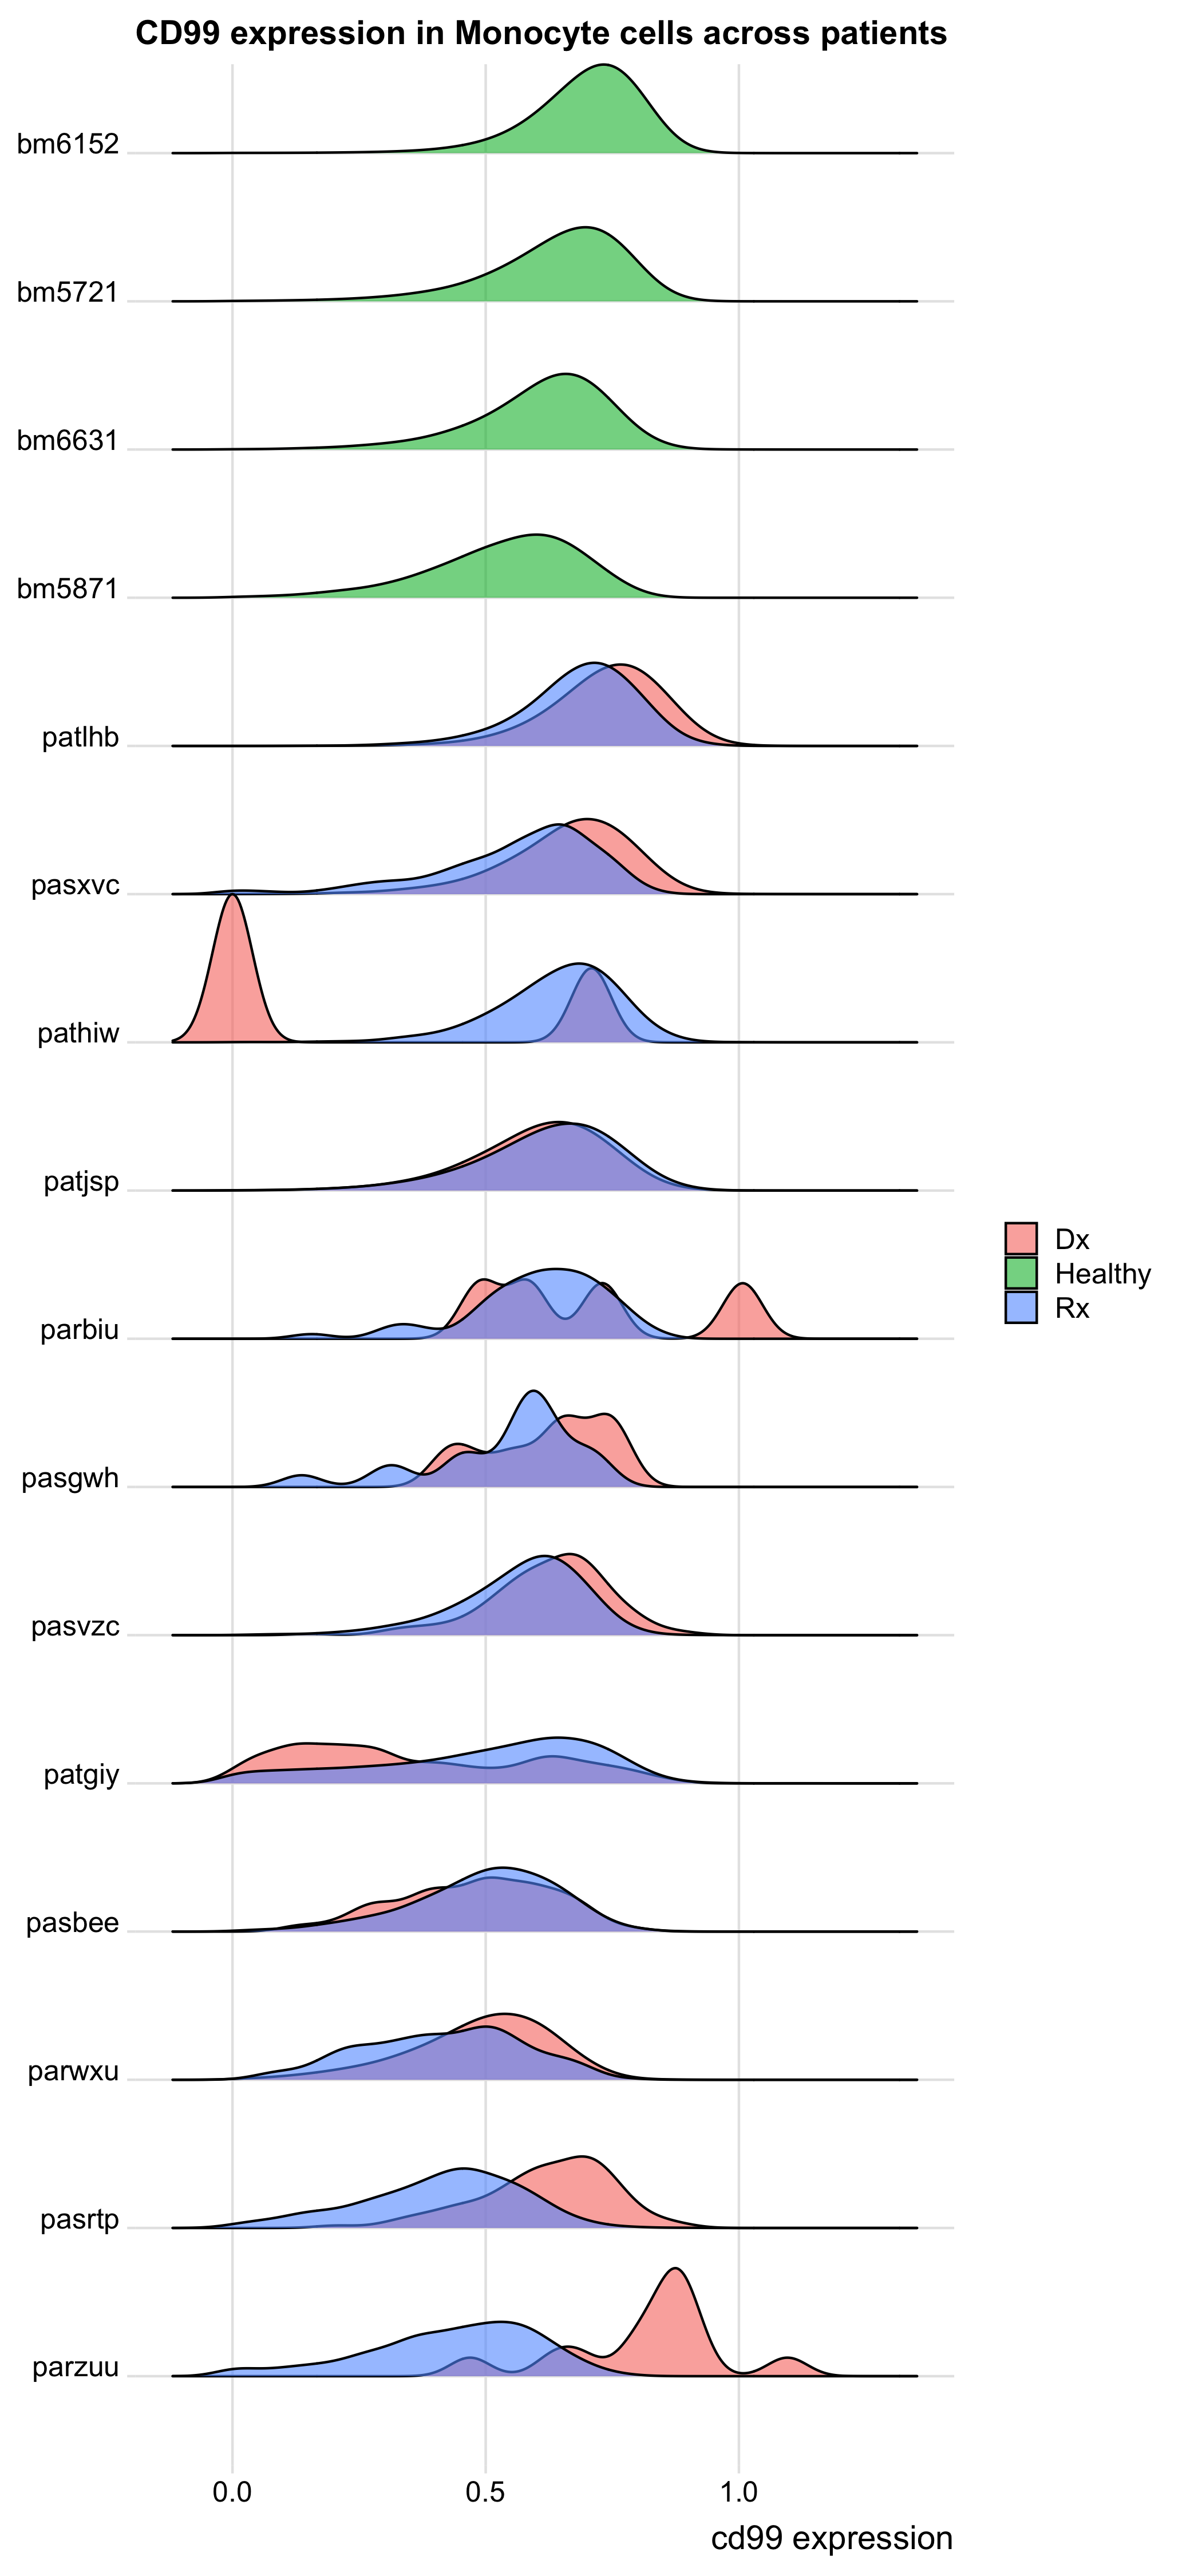 CD99 expression in Monocyte cells across patients
bm6152
bm5721
bm6631
bm5871
patlhb
pasxvc
pathiw
patjsp
parbiu
pasgwh
pasvzc
patgiy
pasbee
parwxu
pasrtp
parzuu
Dx
Healthy
Rx
0.0 0.5 1.0
cd99 expression